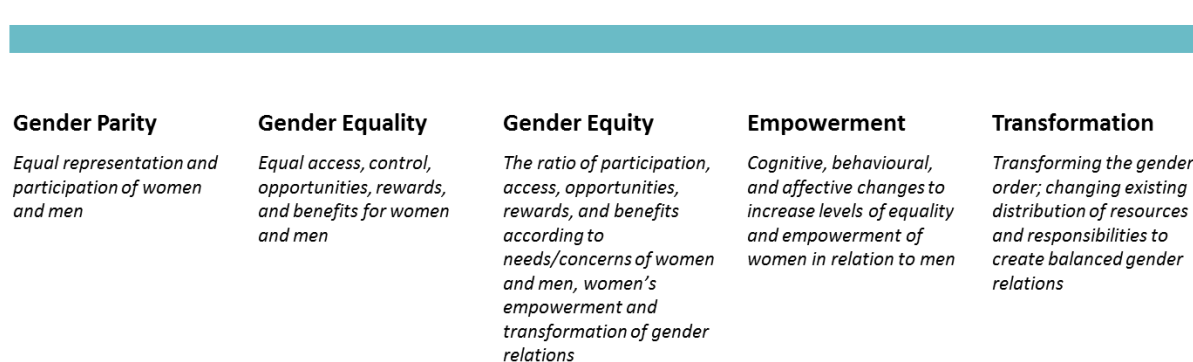 Gender Parity
Equal representation and
participation of women
and men
Gender Equality
Equal access, control,
opportunities, rewards,
and benefits for women
and men
Gender Equity
The ratio of participation,
access, opportunities,
rewards, and benefits
according to
needs/concerns of women
and men, women's
empowerment and
transformation of gender
relations
Empowerment
Cognitive, behavioural,
and affective changes to
increase levels of equality
and empowerment of
women in relation to men
Transformation
Transforming the gender
order; changing existing
distribution of resources
and responsibilities to
create balanced gender
relations